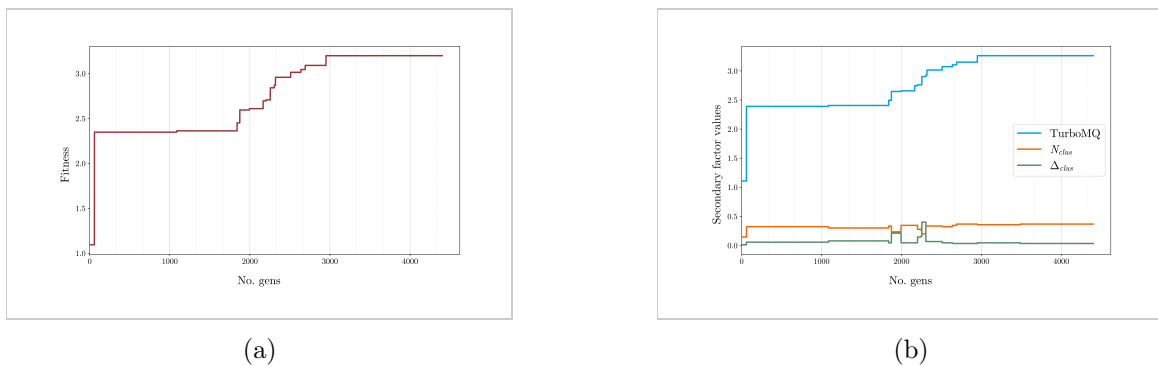 Fitness
3.0
2.5
2.0
1.5
1.0
0 1000 2000 3000 4000
No. gens
(a)
Secondary factor values
3.0
2.5
2.0
1.5
1.0
0.5
0.0
TurboMQ
N_clus
Δ_clus
0 1000 2000 3000 4000
No. gens
(b)